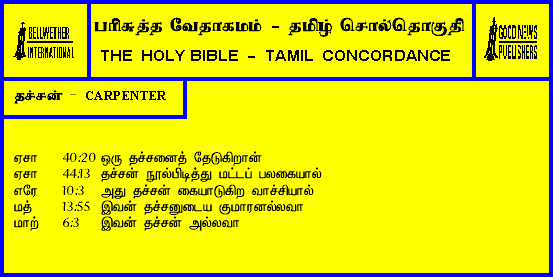 BELLWETHER
INTERNATIONAL
பரிசுத்த வேதாகமம் - தமிழ் சொல்தொகுதி
THE HOLY BIBLE - TAMIL CONCORDANCE
GOOD NEWS
PUBLISHERS
தச்சன் - CARPENTER
ஏசா 40:20 ஒரு தச்சனைத் தேடுகிறான்
ஏசா 44:13 தச்சன் நூல்பிடித்து மட்டப் பலகையால்
எரே 10:3 அது தச்சன் கையாடுகிற வாச்சியால்
மத் 13:55 இவன் தச்சனுடைய குமாரனல்லவா
மாற் 6:3 இவன் தச்சன் அல்லவா